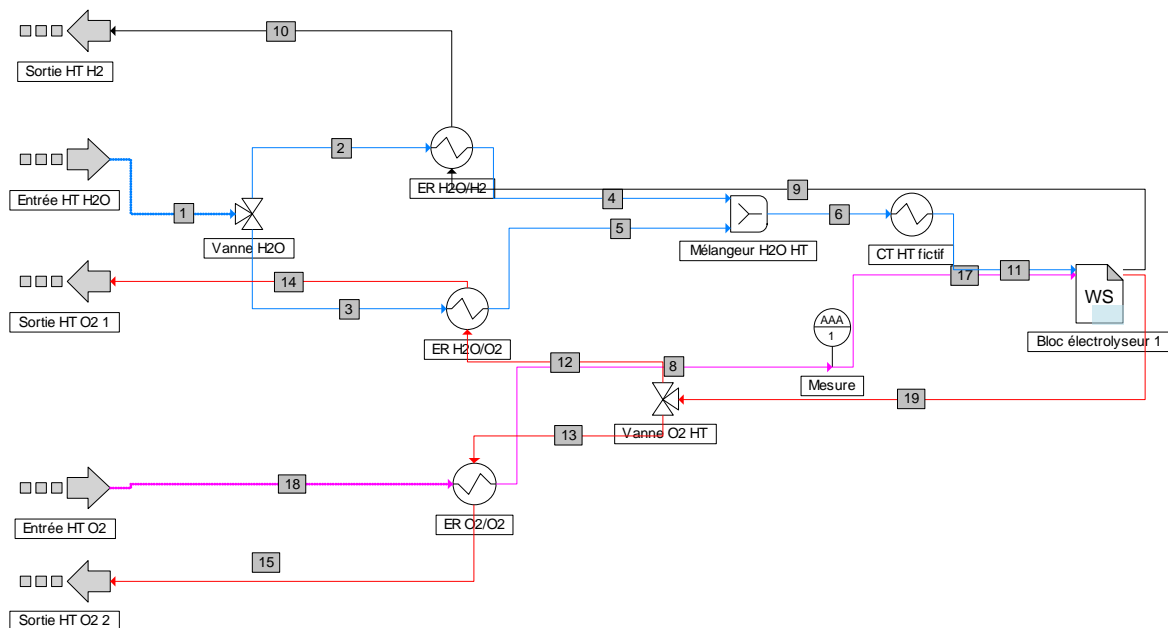 10
Sortie HT H2
2
Entrée HT H2O
ER H2O/H2
9
4
1
6
5
Vanne H2O
Mélangeur H2O HT
CT HT fictif
11
17
14
WS
3
Sortie HT O2 1
AAA
1
Bloc électrolyseur 1
ER H2O/O2
12
8
Mesure
19
Vanne O2 HT
13
18
Entrée HT O2
ER O2/O2
15
Sortie HT O2 2